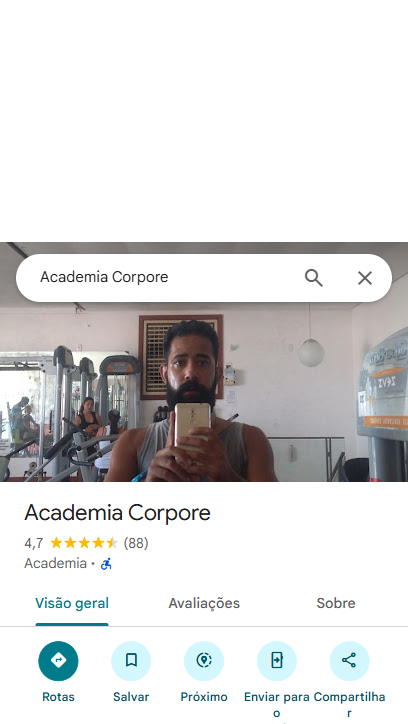 Academia Corpore
Academia Corpore
4,7 (88)
Academia ·
Visão geral Avaliações Sobre
Rotas Salvar Próximo Enviar para o Compartilhar